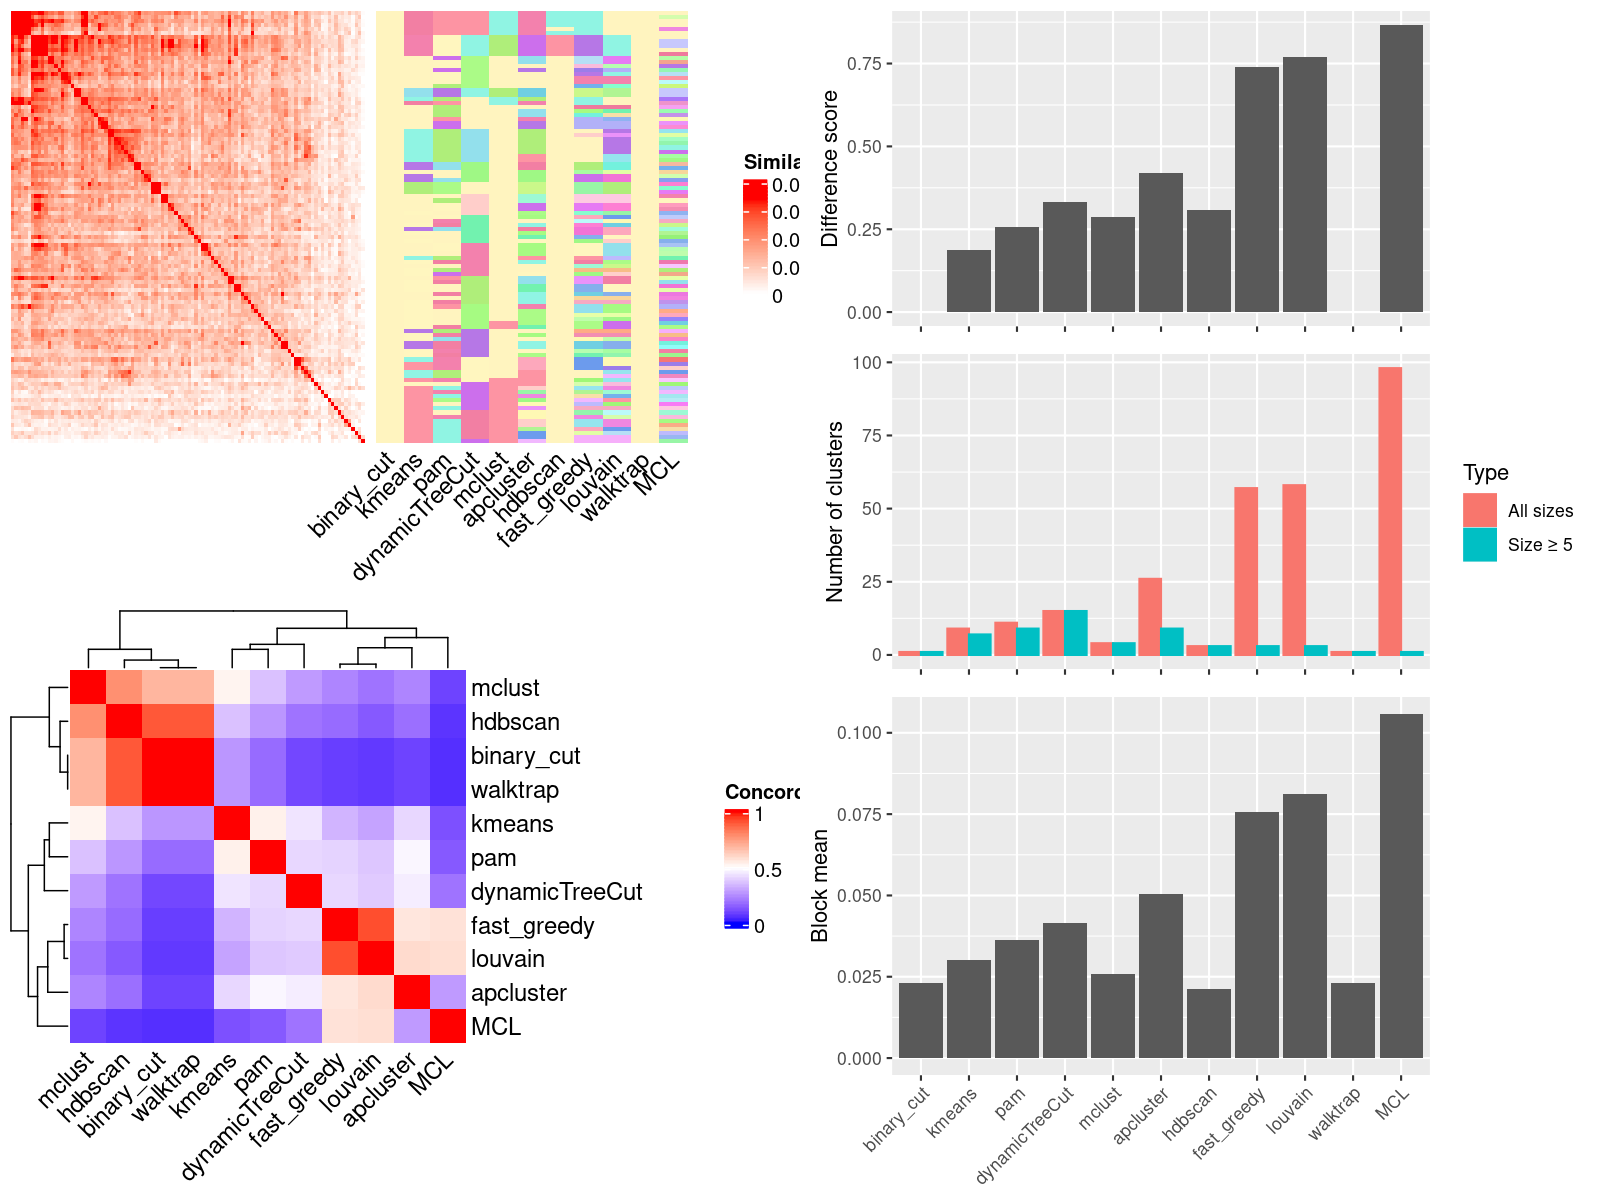 Simila
0.0
0.0
0.0
0.0
0
binary_cut
kmeans
pam
dynamicTreeCut
mclust
apcluster
hdbscan
fast_greedy
louvain
walktrap
MCL
mclust
hdbscan
binary_cut
walktrap
kmeans
pam
dynamicTreeCut
fast_greedy
louvain
apcluster
MCL
mclust
hdbscan
binary_cut
walktrap
kmeans
pam
dynamicTreeCut
fast_greedy
louvain
apcluster
MCL
Concord
1
0.5
0
Difference score
0.75
0.50
0.25
0.00
Number of clusters
100
75
50
25
0
Type
All sizes
Size ≥ 5
Block mean
0.100
0.075
0.050
0.025
0.000
binary_cut
kmeans
pam
dynamicTreeCut
mclust
apcluster
hdbscan
fast_greedy
louvain
walktrap
MCL